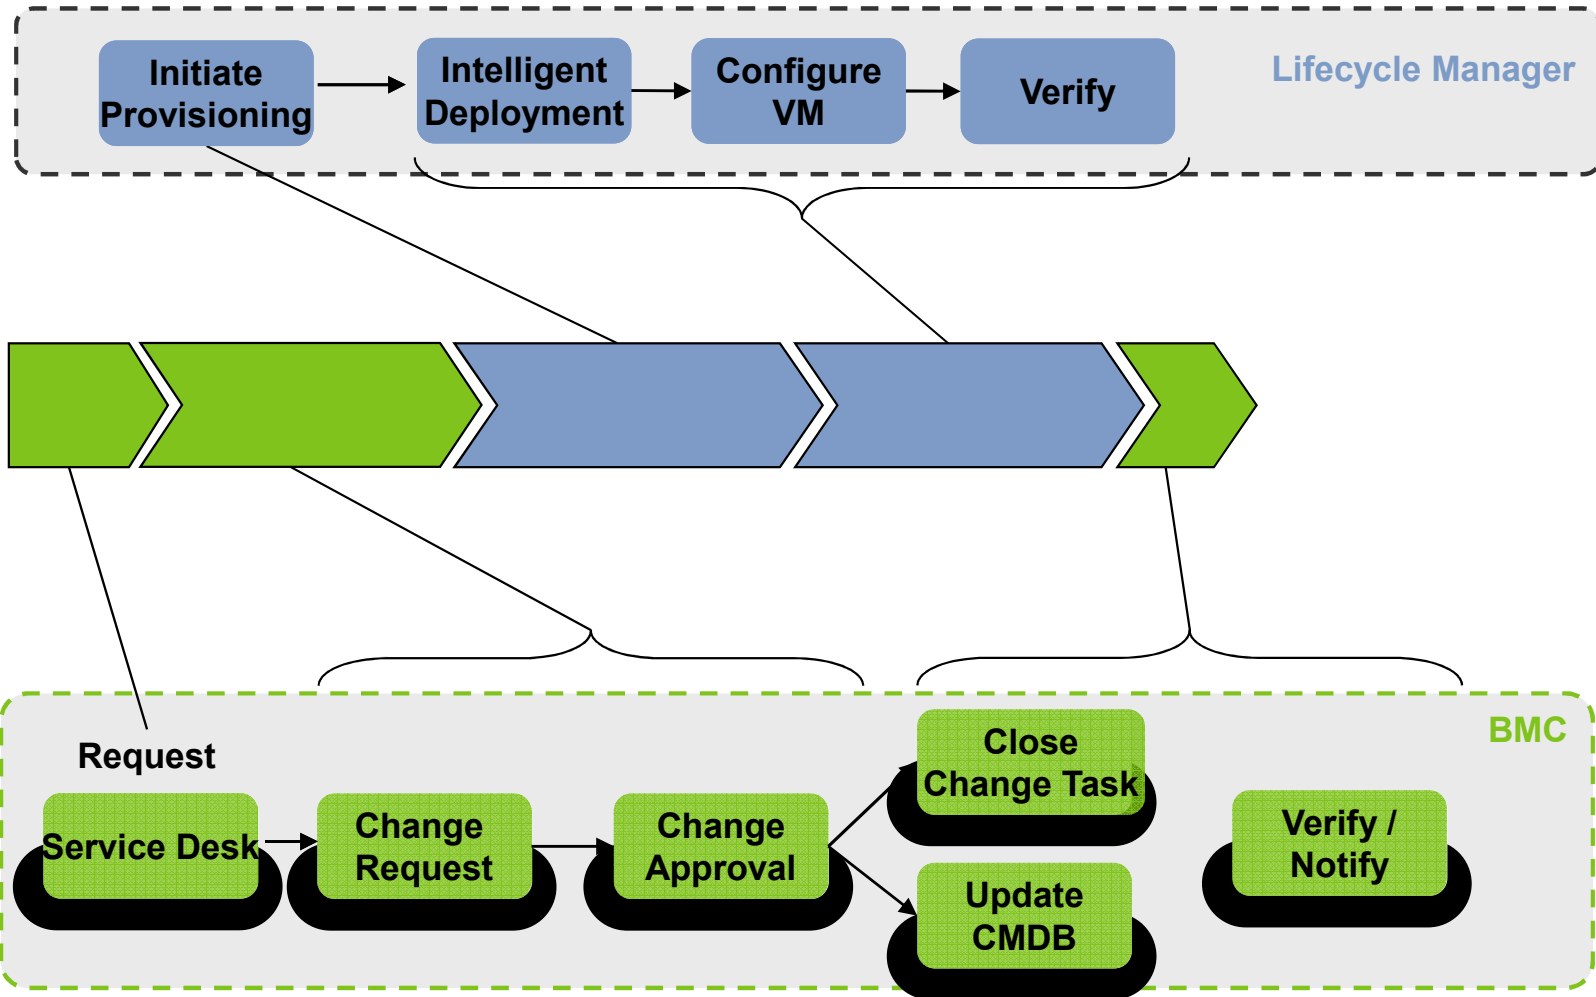 Initiate
Provisioning
Intelligent
Deployment
Configure
VM
Verify
Lifecycle Manager
BMC
Request
Service Desk
Change
Request
Change
Approval
Close
Change Task
Update
CMDB
Verify /
Notify